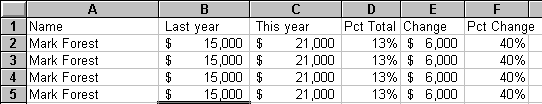 A B C D E F
1 Name Last year This year Pct Total Change Pct Change
2 Mark Forest $ 15,000 $ 21,000 13% $ 6,000 40%
3 Mark Forest $ 15,000 $ 21,000 13% $ 6,000 40%
4 Mark Forest $ 15,000 $ 21,000 13% $ 6,000 40%
5 Mark Forest $ 15,000 $ 21,000 13% $ 6,000 40%